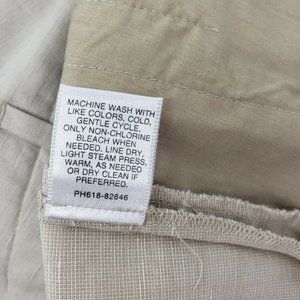 MACHINE WASH WITH
LIKE COLORS, COLD,
GENTLE CYCLE.
ONLY NON-CHLORINE
BLEACH WHEN
NEEDED. LINE DRY.
LIGHT STEAM PRESS,
WARM, AS NEEDED
OR DRY CLEAN IF
PREFERRED.
PH618-82646